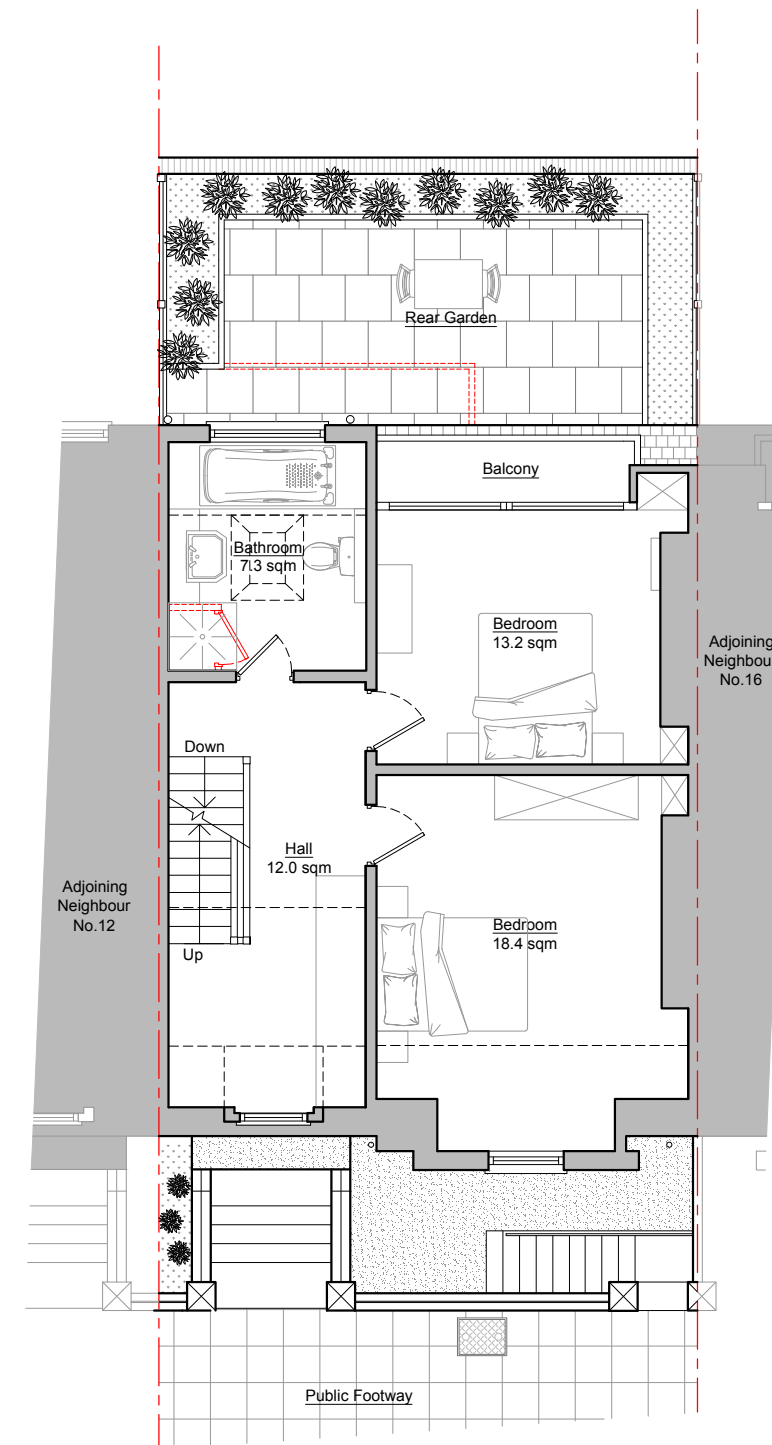 Rear Garden
Balcony
Bathroom
7.3 sqm
Bedroom
13.2 sqm
Adjoining
Neighbour
No.16
Down
Hall
12.0 sqm
Adjoining
Neighbour
No.12
Bedroom
18.4 sqm
Up
Public Footway